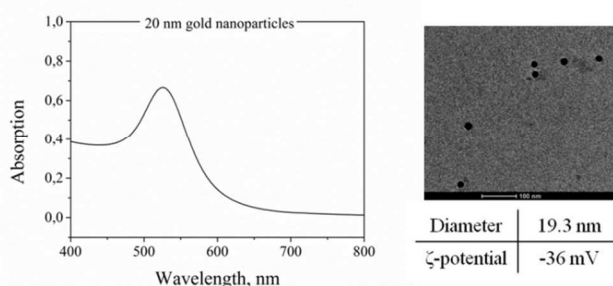 20 nm gold nanoparticles
1,0
0,8
0,6
0,4
0,2
0,0
Absorption
400 500 600 700 800
Wavelength, nm
100 nm
Diameter 19.3 nm
ζ-potential -36 mV